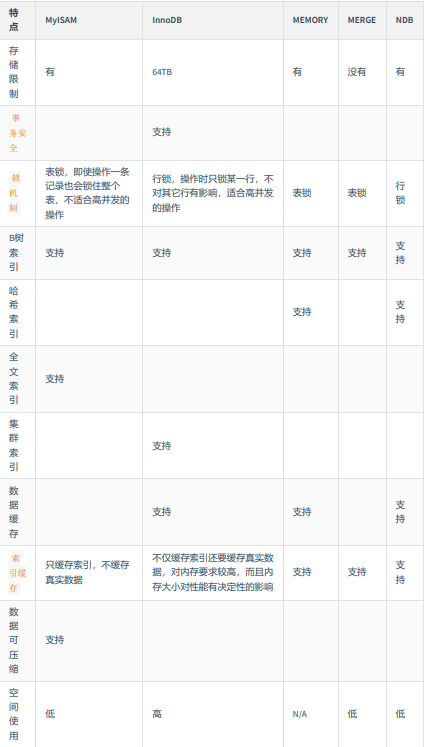 特点 MyISAM InnoDB MEMORY MERGE NDB
存储限制 有 64TB 有 没有 有
事务安全 支持
锁机制 表锁，即使操作一条记录也会锁住整个表，不适合高并发的操作 行锁，操作时只锁某一行，不对其它行有影响，适合高并发的操作 表锁 表锁 行锁
B树索引 支持 支持 支持 支持 支持
哈希索引 支持 支持
全文索引 支持
集群索引 支持
数据缓存 支持 支持 支持
索引缓存 只缓存索引，不缓存真实数据 不仅缓存索引还要缓存真实数据，对内存要求较高，而且内存大小对性能有决定性的影响 支持 支持 支持
数据可压缩 支持
空间使用 低 高 N/A 低 低